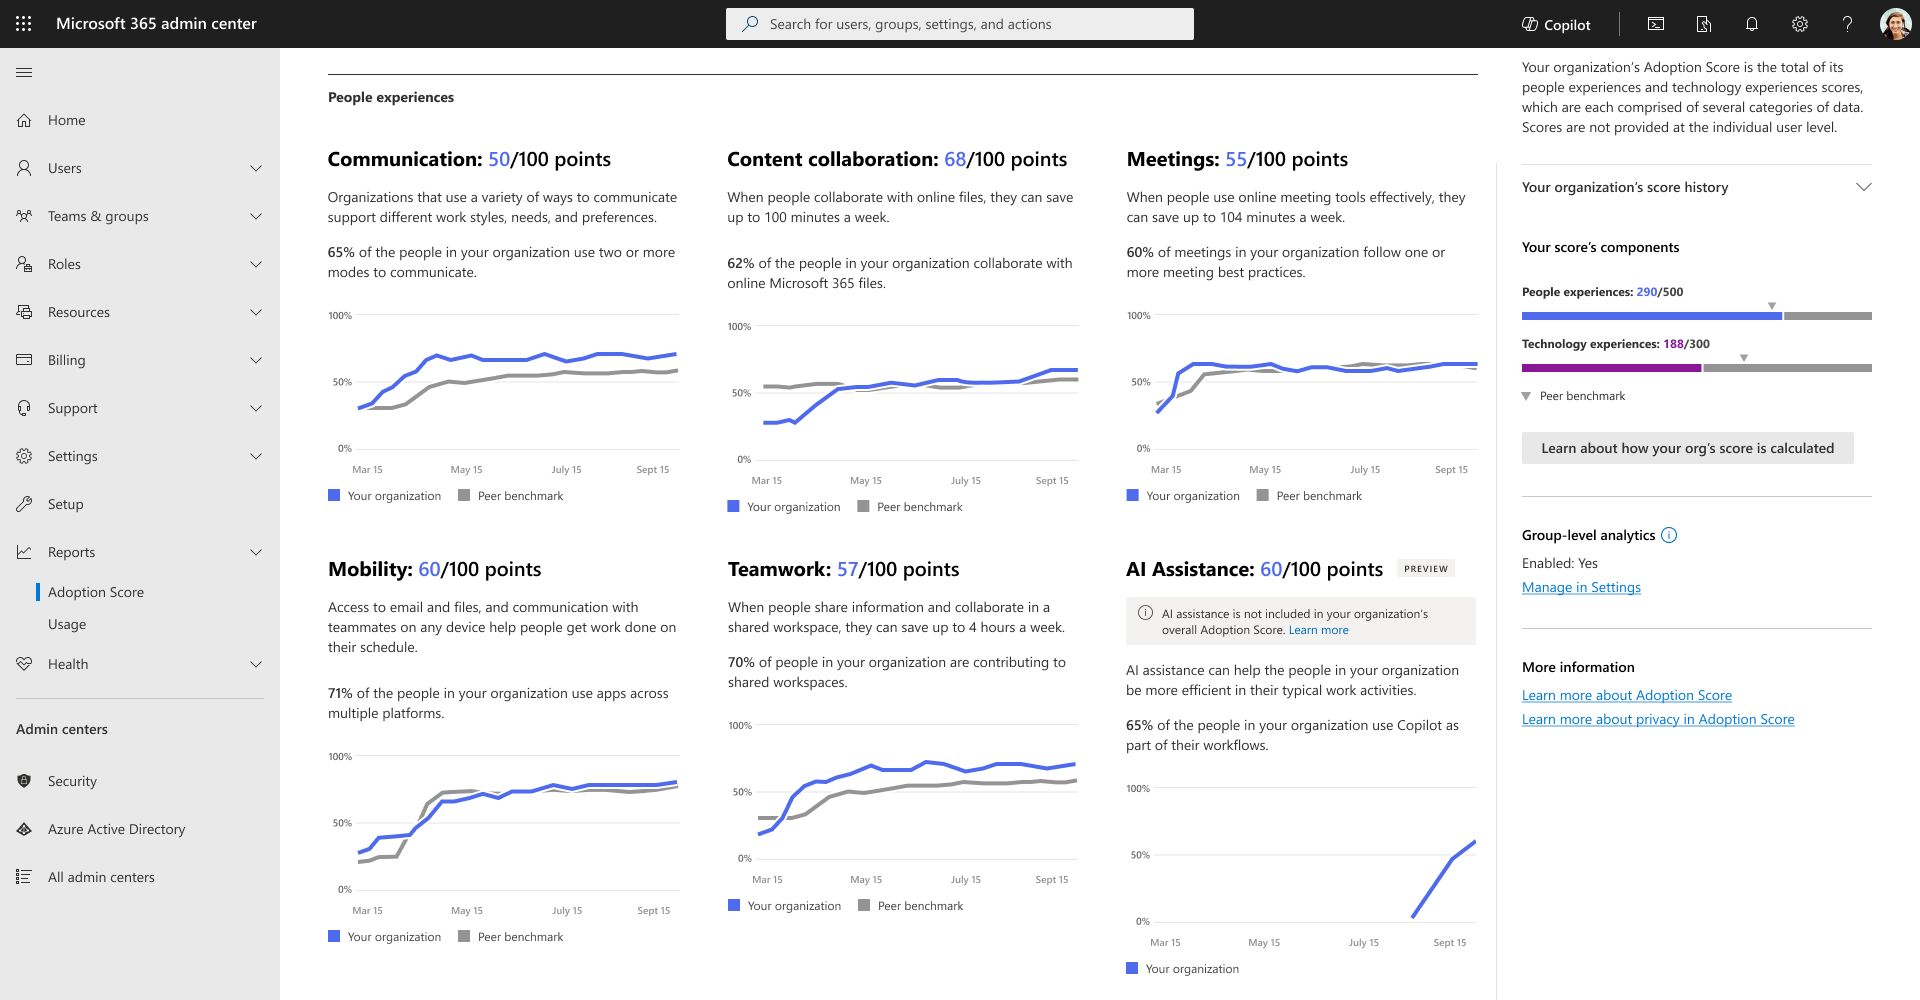 Microsoft 365 admin center
Search for users, groups, settings, and actions
Copilot
Home
Users
Teams & groups
Roles
Resources
Billing
Support
Settings
Setup
Reports
Adoption Score
Usage
Health
Admin centers
Security
Azure Active Directory
All admin centers
People experiences
Communication: 50/100 points
Organizations that use a variety of ways to communicate
support different work styles, needs, and preferences.
65% of the people in your organization use two or more
modes to communicate.
100%
50%
0%
Mar 15 May 15 July 15 Sept 15
Your organization Peer benchmark
Content collaboration: 68/100 points
When people collaborate with online files, they can save
up to 100 minutes a week.
62% of the people in your organization collaborate with
online Microsoft 365 files.
100%
50%
0%
Mar 15 May 15 July 15 Sept 15
Your organization Peer benchmark
Meetings: 55/100 points
When people use online meeting tools effectively, they
can save up to 104 minutes a week.
60% of meetings in your organization follow one or
more meeting best practices.
100%
50%
0%
Mar 15 May 15 July 15 Sept 15
Your organization Peer benchmark
Mobility: 60/100 points
Access to email and files, and communication with
teammates on any device help people get work done on
their schedule.
71% of the people in your organization use apps across
multiple platforms.
100%
50%
0%
Mar 15 May 15 July 15 Sept 15
Your organization Peer benchmark
Teamwork: 57/100 points
When people share information and collaborate in a
shared workspace, they can save up to 4 hours a week.
70% of people in your organization are contributing to
shared workspaces.
100%
50%
0%
Mar 15 May 15 July 15 Sept 15
Your organization Peer benchmark
AI Assistance: 60/100 points PREVIEW
AI assistance is not included in your organization's
overall Adoption Score. Learn more
AI assistance can help the people in your organization
be more efficient in their typical work activities.
65% of the people in your organization use Copilot as
part of their workflows.
100%
50%
0%
Mar 15 May 15 July 15 Sept 15
Your organization
Your organization's Adoption Score is the total of its
people experiences and technology experiences scores,
which are each comprised of several categories of data.
Scores are not provided at the individual user level.
Your organization's score history
Your score's components
People experiences: 290/500
Technology experiences: 188/300
Peer benchmark
Learn about how your org's score is calculated
Group-level analytics
Enabled: Yes
Manage in Settings
More information
Learn more about Adoption Score
Learn more about privacy in Adoption Score